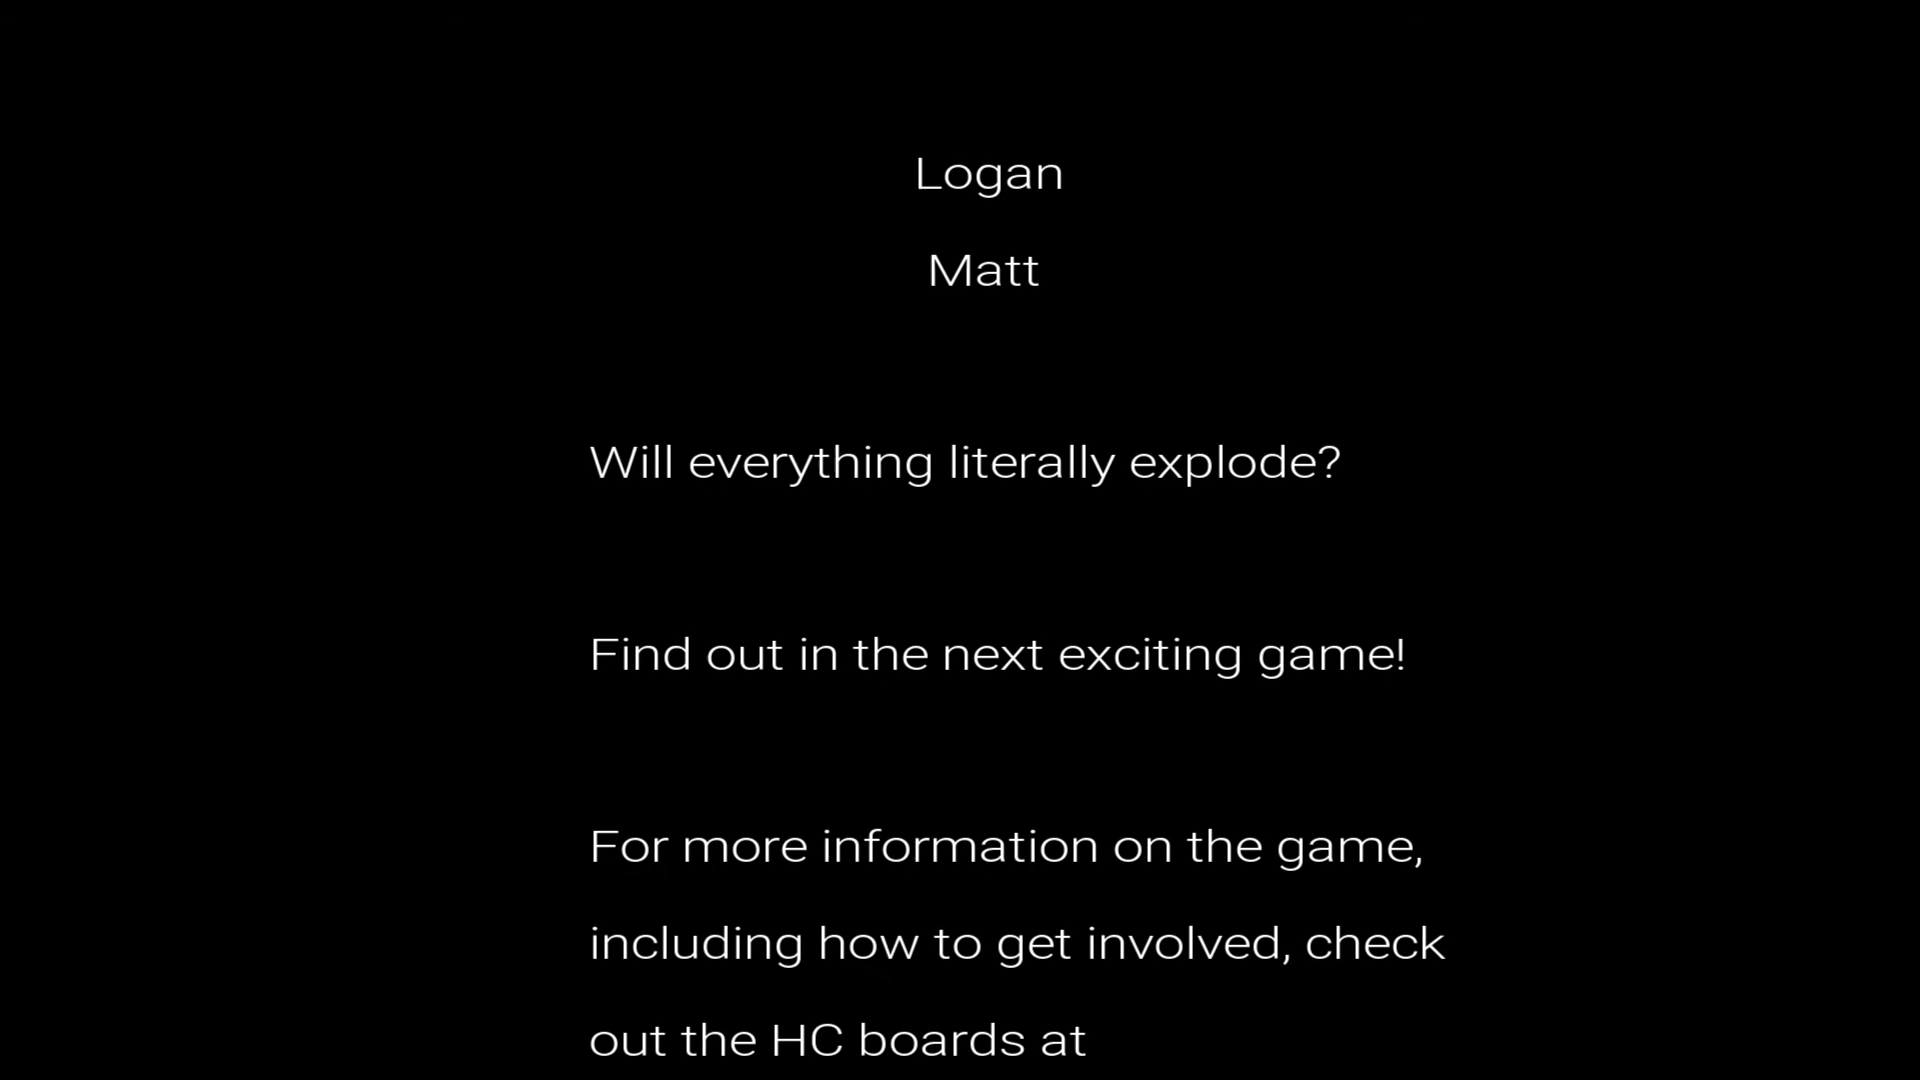 Logan
Matt
Will everything literally explode?
Find out in the next exciting game!
For more information on the game,
including how to get involved, check
out the HC boards at